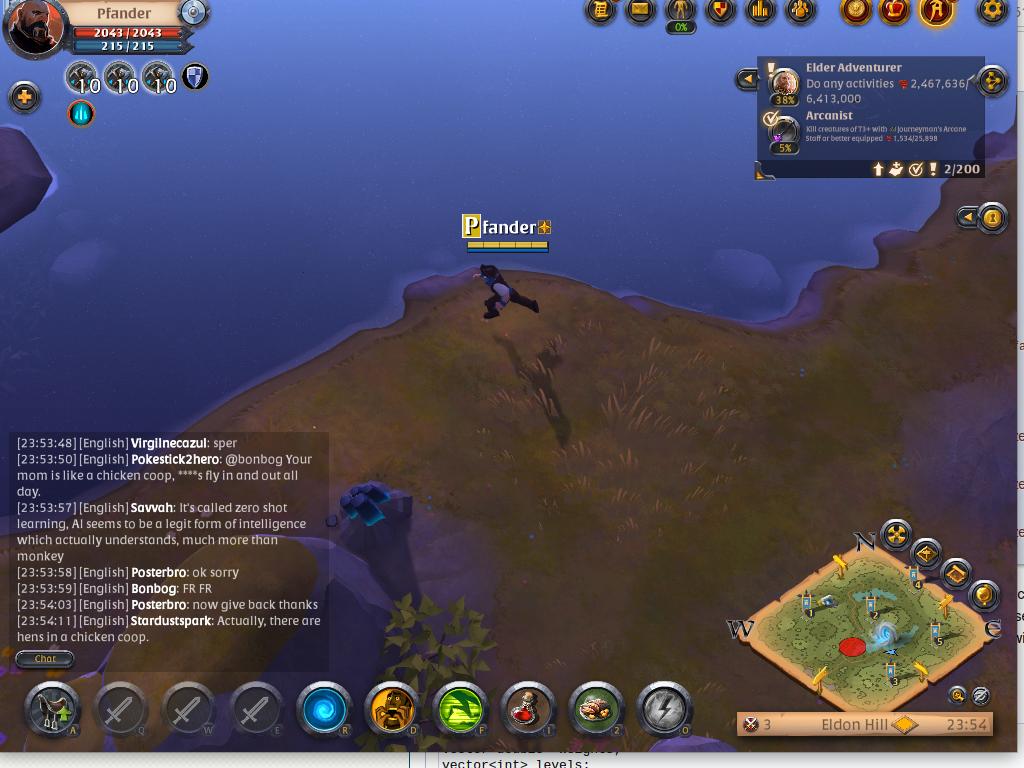 Pfander
2043/2043
215/215
0%
10 10 10
Elder Adventurer
Do any activities 2,467,636/
6,413,000
38%
Arcanist
Kill creatures of T3+ with Journeyman's Arcane
Staff or better equipped 1,534/25,898
5%
2/200
Pfander
[23:53:48] [English] Virgilnecazul: sper
[23:53:50] [English] Pokestick2hero: @bonbog Your
mom is like a chicken coop, ****s fly in and out all
day.
[23:53:57] [English] Savvah: It's called zero shot
learning, AI seems to be a legit form of intelligence
which actually understands, much more than
monkey
[23:53:58] [English] Posterbro: ok sorry
[23:53:59] [English] Bonbog: FR FR
[23:54:03] [English] Posterbro: now give back thanks
[23:54:11] [English] Stardustspark: Actually, there are
hens in a chicken coop.
Chat
N
W
E
1
2
3
4
5
A Q W E R D F 1 2 O
3 Eldon Hill 23:54
vector<int> levels;